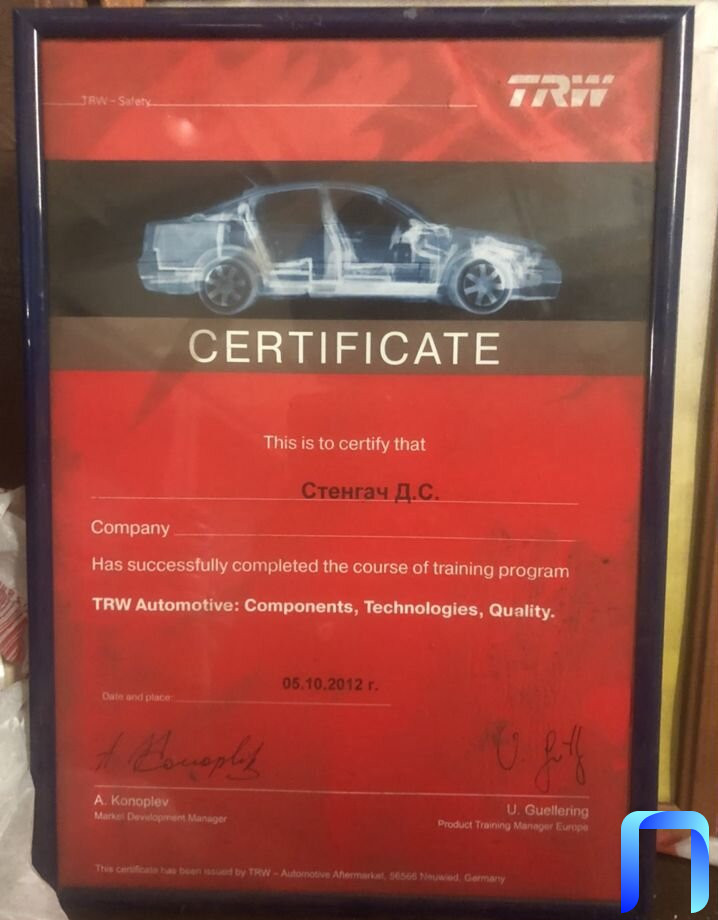 TRW – Safety
TRW
CERTIFICATE
This is to certify that
Стенгач Д.С.
Company
Has successfully completed the course of training program
TRW Automotive: Components, Technologies, Quality.
05.10.2012 г.
Date and place:
А. Коноплев
A. Konoplev
U. Guellering
Market Development Manager
Product Training Manager Europe
This certificate has been issued by TRW – Automotive Aftermarket, 56566 Neuwied, Germany